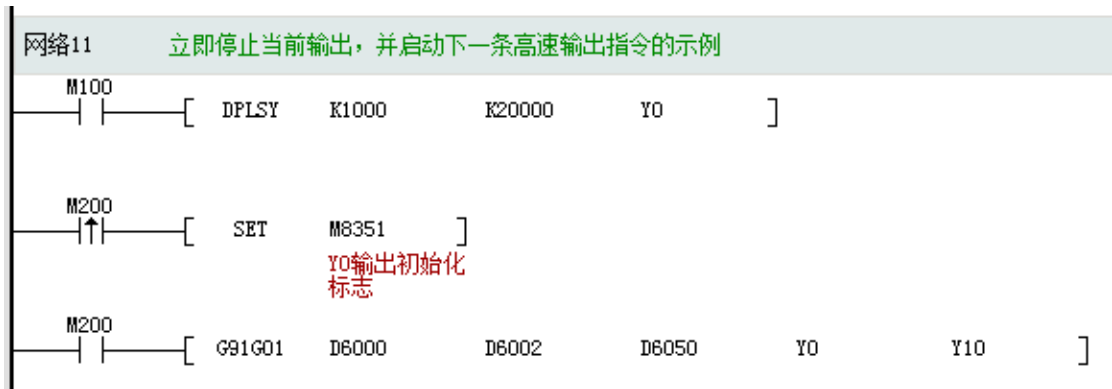 网络11 立即停止当前输出，并启动下一条高速输出指令的示例
M100
[ DPLSY K1000 K20000 Y0 ]
M200
[ SET M8351 ]
Y0输出初始化
标志
M200
[ G91G01 D6000 D6002 D6050 Y0 Y10 ]